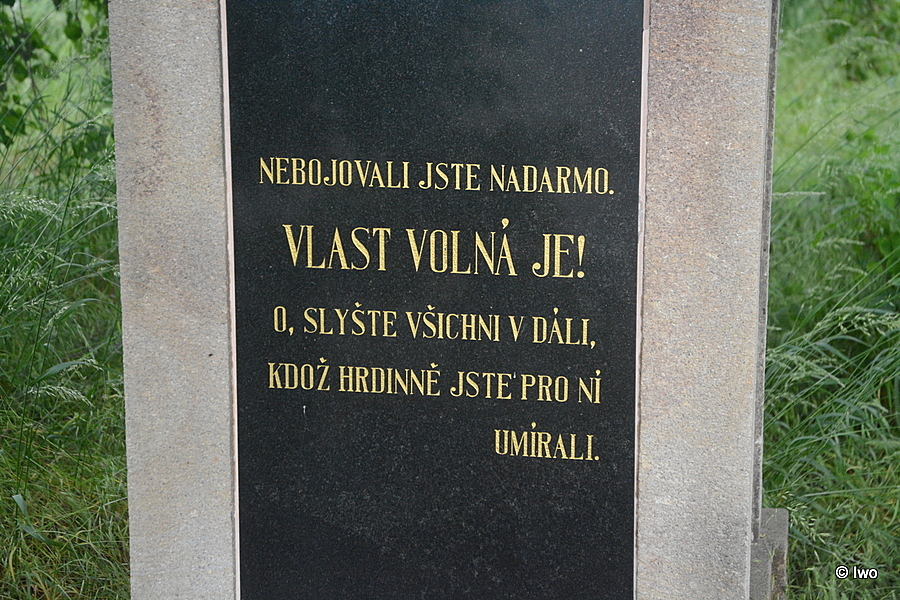 NEBOJOVALI JSTE NADARMO.
VLAST VOLNÁ JE!
O, SLYŠTE VŠICHNI V DÁLI,
KDOŽ HRDINNĚ JSTE PRO NÍ
UMÍRALI.
© Iwo